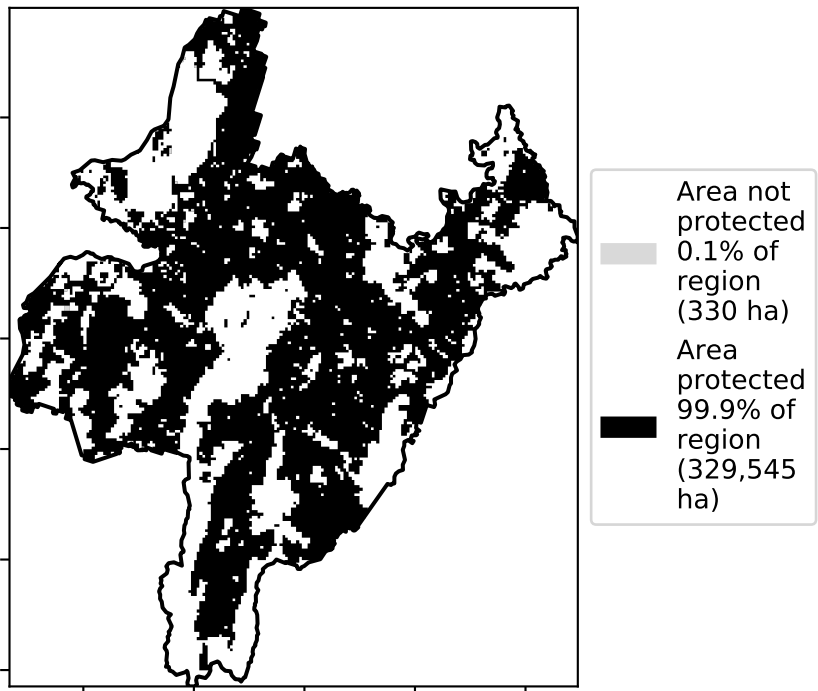 Area not
protected
0.1% of
region
(330 ha)
Area
protected
99.9% of
region
(329,545
ha)